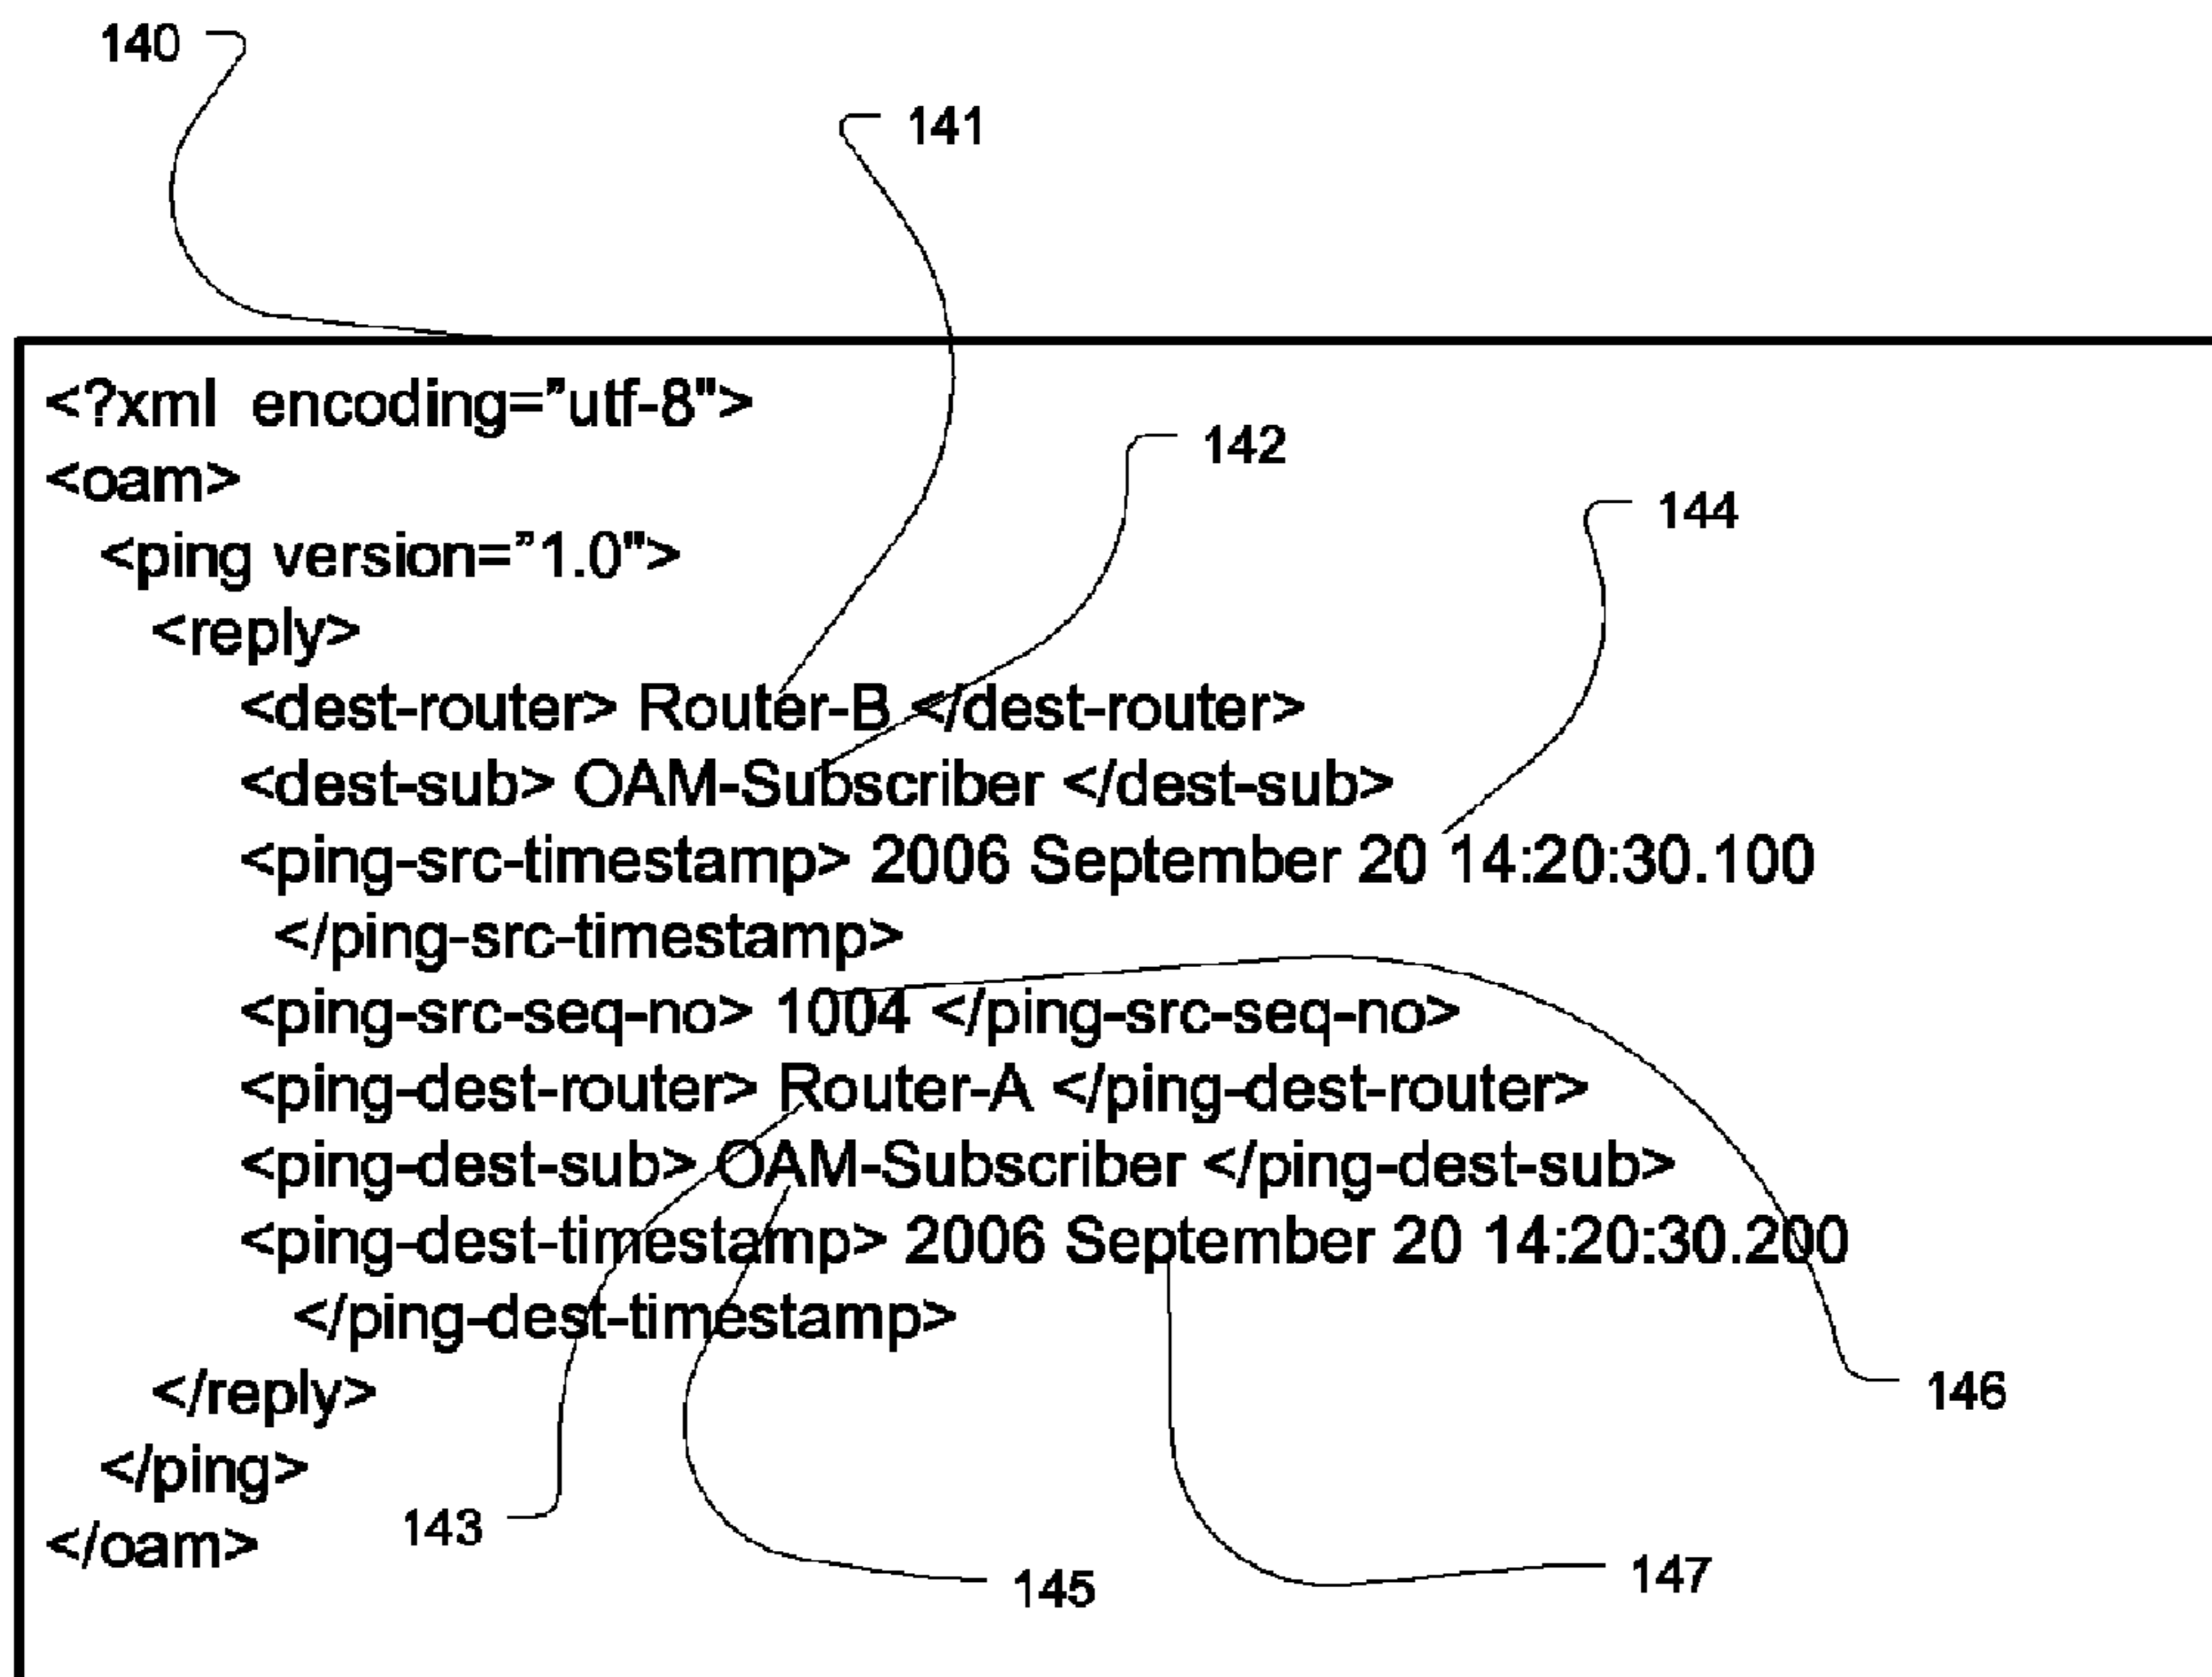 140
141
<?xml encoding=”utf-8">
142
<oam>
144
<ping version=”1.0">
<reply>
<dest-router> Router-B </dest-router>
<dest-sub> OAM-Subscriber </dest-sub>
<ping-src-timestamp> 2006 September 20 14:20:30.100
</ping-src-timestamp>
<ping-src-seq-no> 1004 </ping-src-seq-no>
<ping-dest-router> Router-A </ping-dest-router>
<ping-dest-sub> OAM-Subscriber </ping-dest-sub>
<ping-dest-timestamp> 2006 September 20 14:20:30.200
</ping-dest-timestamp>
</reply>
146
</ping>
143
</oam>
145
147